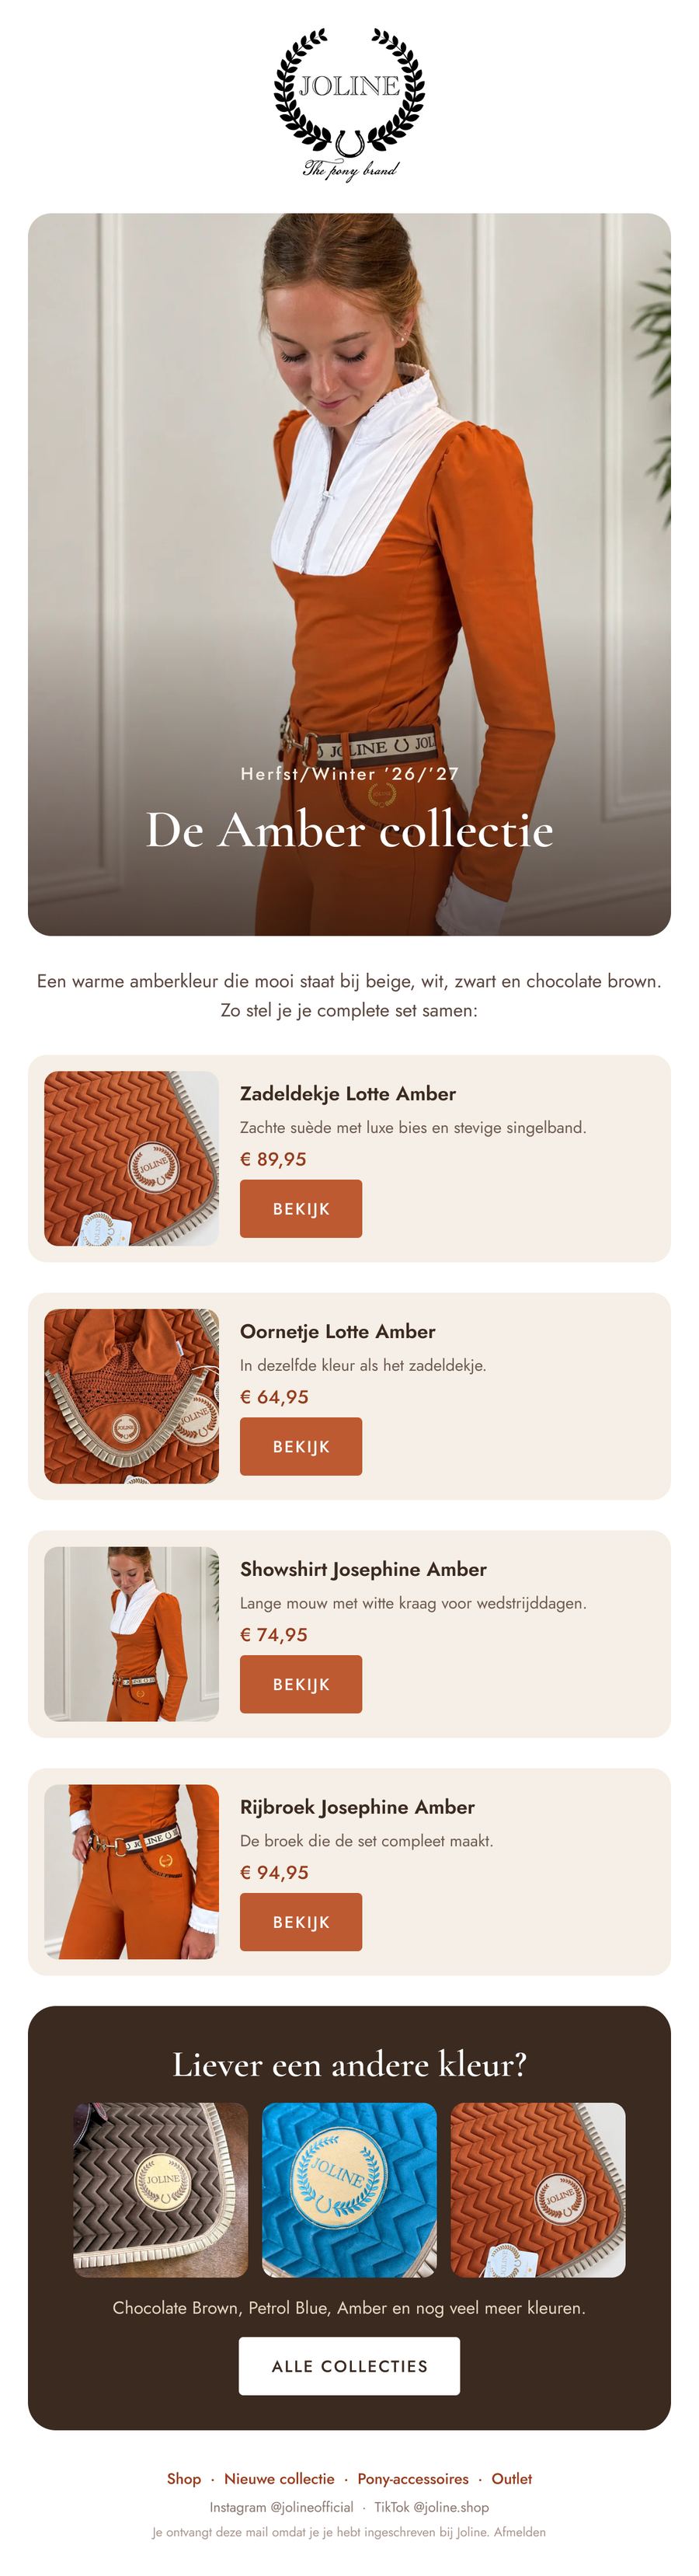 JOLINE
The pony brand
JOLINE JOL
Herfst/Winter ’26/’27
De Amber collectie
Een warme amberkleur die mooi staat bij beige, wit, zwart en chocolate brown.
Zo stel je je complete set samen:
JOLINE
JOLINE
Zadeldekje Lotte Amber
Zachte suède met luxe bies en stevige singelband.
€ 89,95
BEKIJK
JOLINE
JOLINE
Oornetje Lotte Amber
In dezelfde kleur als het zadeldekje.
€ 64,95
BEKIJK
Showshirt Josephine Amber
Lange mouw met witte kraag voor wedstrijddagen.
€ 74,95
BEKIJK
JOLINE
Rijbroek Josephine Amber
De broek die de set compleet maakt.
€ 94,95
BEKIJK
Liever een andere kleur?
JOLINE
JOLINE
JOLINE
Chocolate Brown, Petrol Blue, Amber en nog veel meer kleuren.
ALLE COLLECTIES
Shop · Nieuwe collectie · Pony-accessoires · Outlet
Instagram @jolineofficial · TikTok @joline.shop
Je ontvangt deze mail omdat je je hebt ingeschreven bij Joline. Afmelden